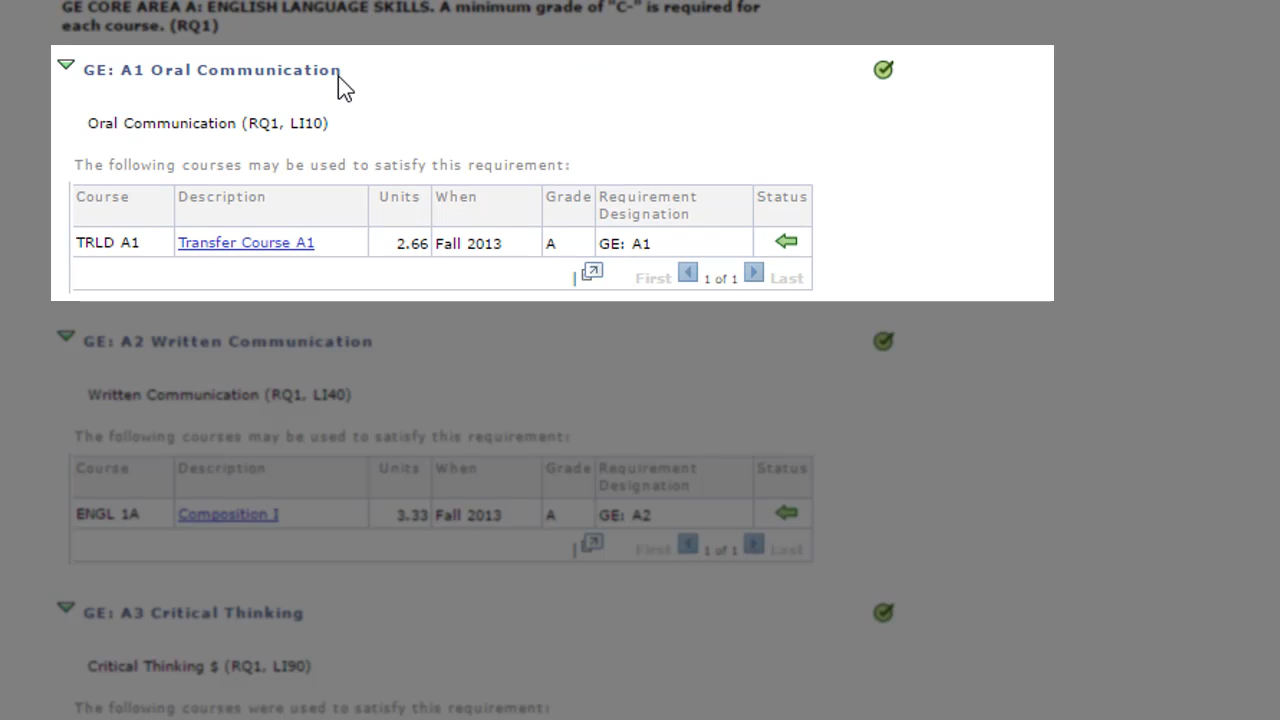 GE CORE AREA A: ENGLISH LANGUAGE SKILLS. A minimum grade of "C-" is required for
each course. (RQ1)
GE: A1 Oral Communication
Oral Communication (RQ1, LI10)
The following courses may be used to satisfy this requirement:
Course Description Units When Grade Requirement Designation Status
TRLD A1 Transfer Course A1 2.66 Fall 2013 A GE: A1
First 1 of 1 Last
GE: A2 Written Communication
Written Communication (RQ1, LI40)
The following courses may be used to satisfy this requirement:
Course Description Units When Grade Requirement Designation Status
ENGL 1A Composition I 3.33 Fall 2013 A GE: A2
First 1 of 1 Last
GE: A3 Critical Thinking
Critical Thinking $ (RQ1, LI90)
The following courses were used to satisfy this requirement: